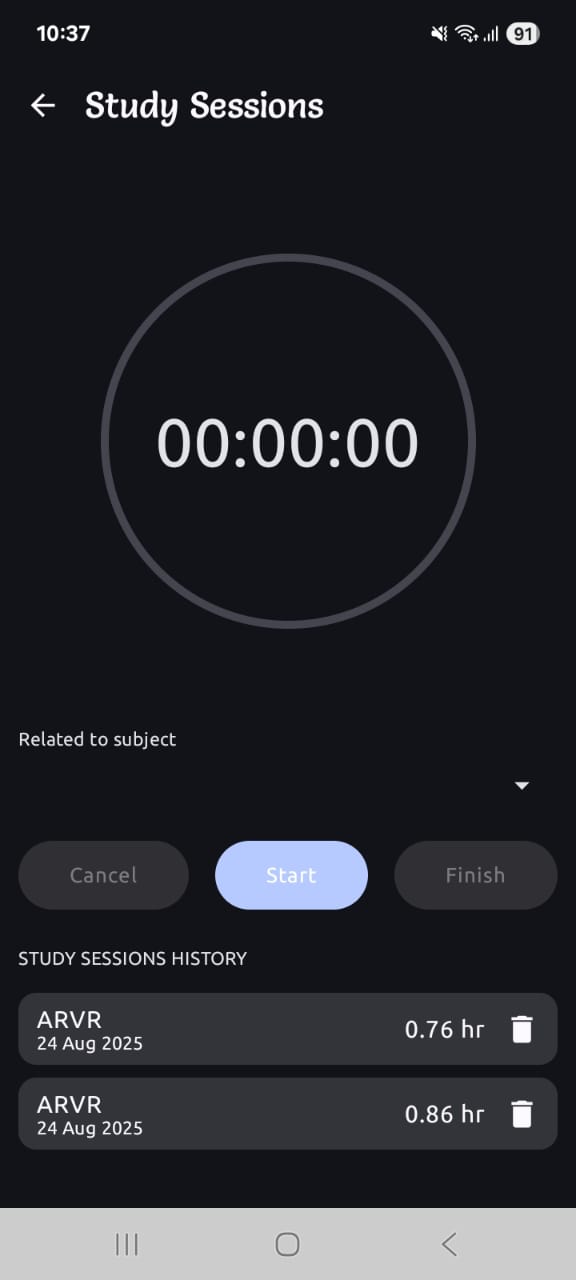 10:37
91
Study Sessions
00:00:00
Related to subject
Cancel
Start
Finish
STUDY SESSIONS HISTORY
ARVR
0.76 hr
24 Aug 2025
ARVR
0.86 hr
24 Aug 2025